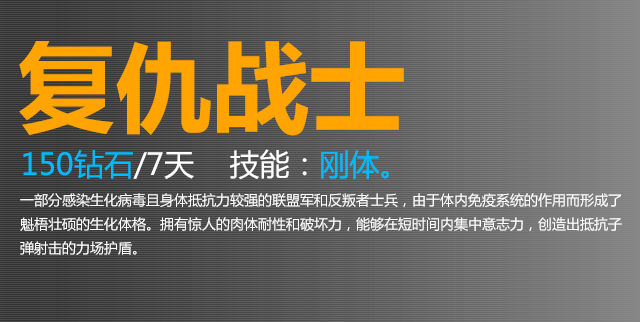 复仇战士
150钻石/7天 技能：刚体。
一部分感染生化病毒且身体抵抗力较强的联盟军和反叛者士兵，由于体内免疫系统的作用而形成了
魁梧壮硕的生化体格。拥有惊人的肉体耐性和破坏力，能够在短时间内集中意志力，创造出抵抗子
弹射击的力场护盾。